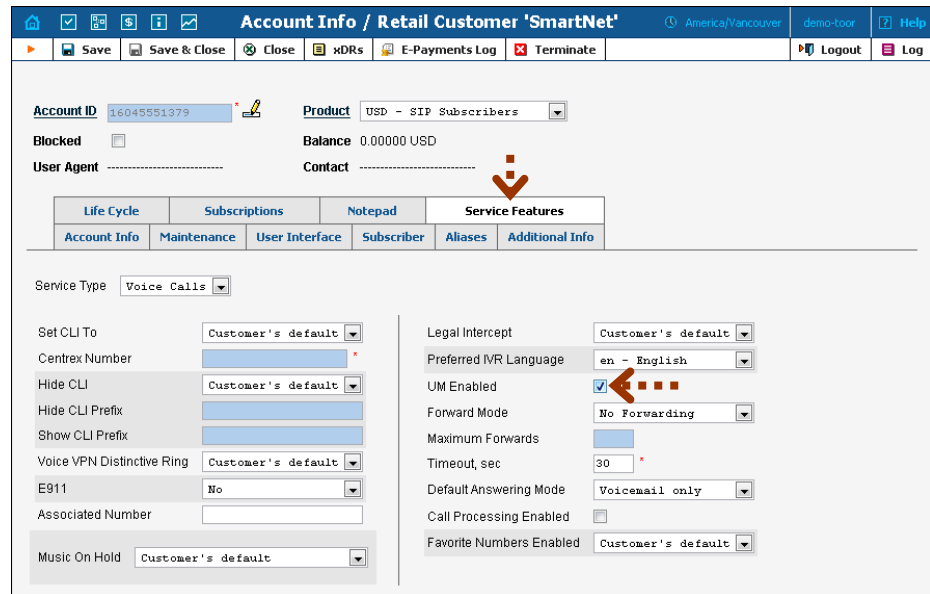 Account Info / Retail Customer 'SmartNet' America/Vancouver demo-toor Help
Save Save & Close Close xDRs E-Payments Log Terminate Logout Log
Account ID 16045551379 * Product USD - SIP Subscribers
Blocked Balance 0.00000 USD
User Agent --------------------------- Contact ---------------------------
Life Cycle Subscriptions Notepad Service Features
Account Info Maintenance User Interface Subscriber Aliases Additional Info
Service Type Voice Calls
Set CLI To Customer's default
Centrex Number *
Hide CLI Customer's default
Hide CLI Prefix
Show CLI Prefix
Voice VPN Distinctive Ring Customer's default
E911 No
Associated Number
Music On Hold Customer's default
Legal Intercept Customer's default
Preferred IVR Language en - English
UM Enabled
Forward Mode No Forwarding
Maximum Forwards
Timeout, sec 30 *
Default Answering Mode Voicemail only
Call Processing Enabled
Favorite Numbers Enabled Customer's default